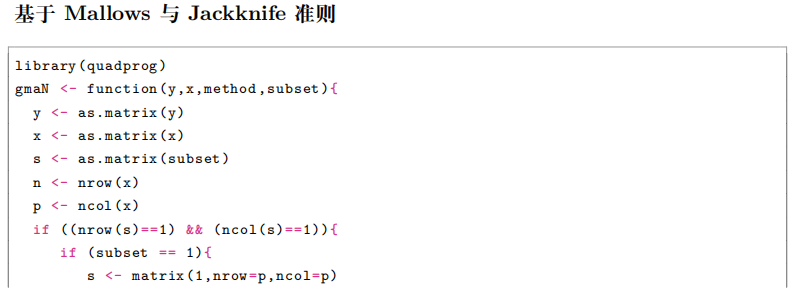 基于 Mallows 与 Jackknife 准则
library(quadprog)
gmaN <- function(y,x,method,subset){
  y <- as.matrix(y)
  x <- as.matrix(x)
  s <- as.matrix(subset)
  n <- nrow(x)
  p <- ncol(x)
  if ((nrow(s)==1) && (ncol(s)==1)){
     if (subset == 1){
        s <- matrix(1,nrow=p,ncol=p)